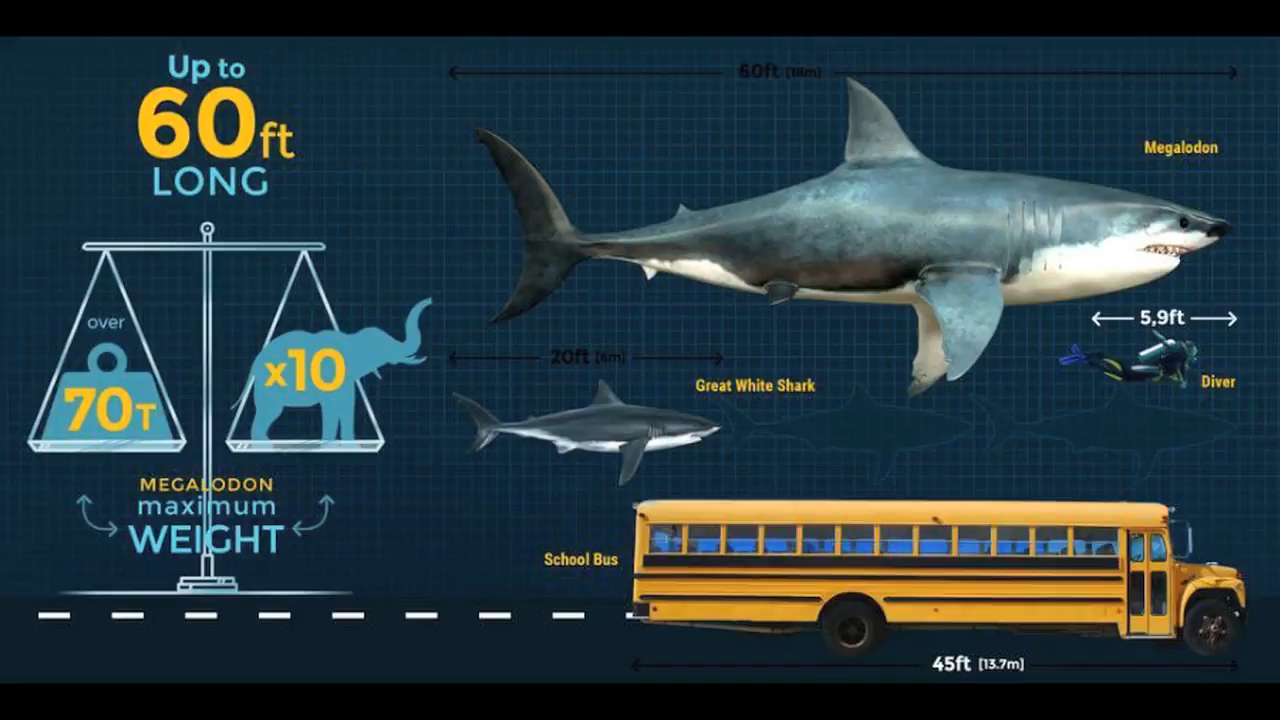 Up to
60ft
LONG
over
70T
x10
MEGALODON
maximum
WEIGHT
60ft [18m]
Megalodon
5,9ft
Diver
20ft [6m]
Great White Shark
School Bus
45ft [13.7m]